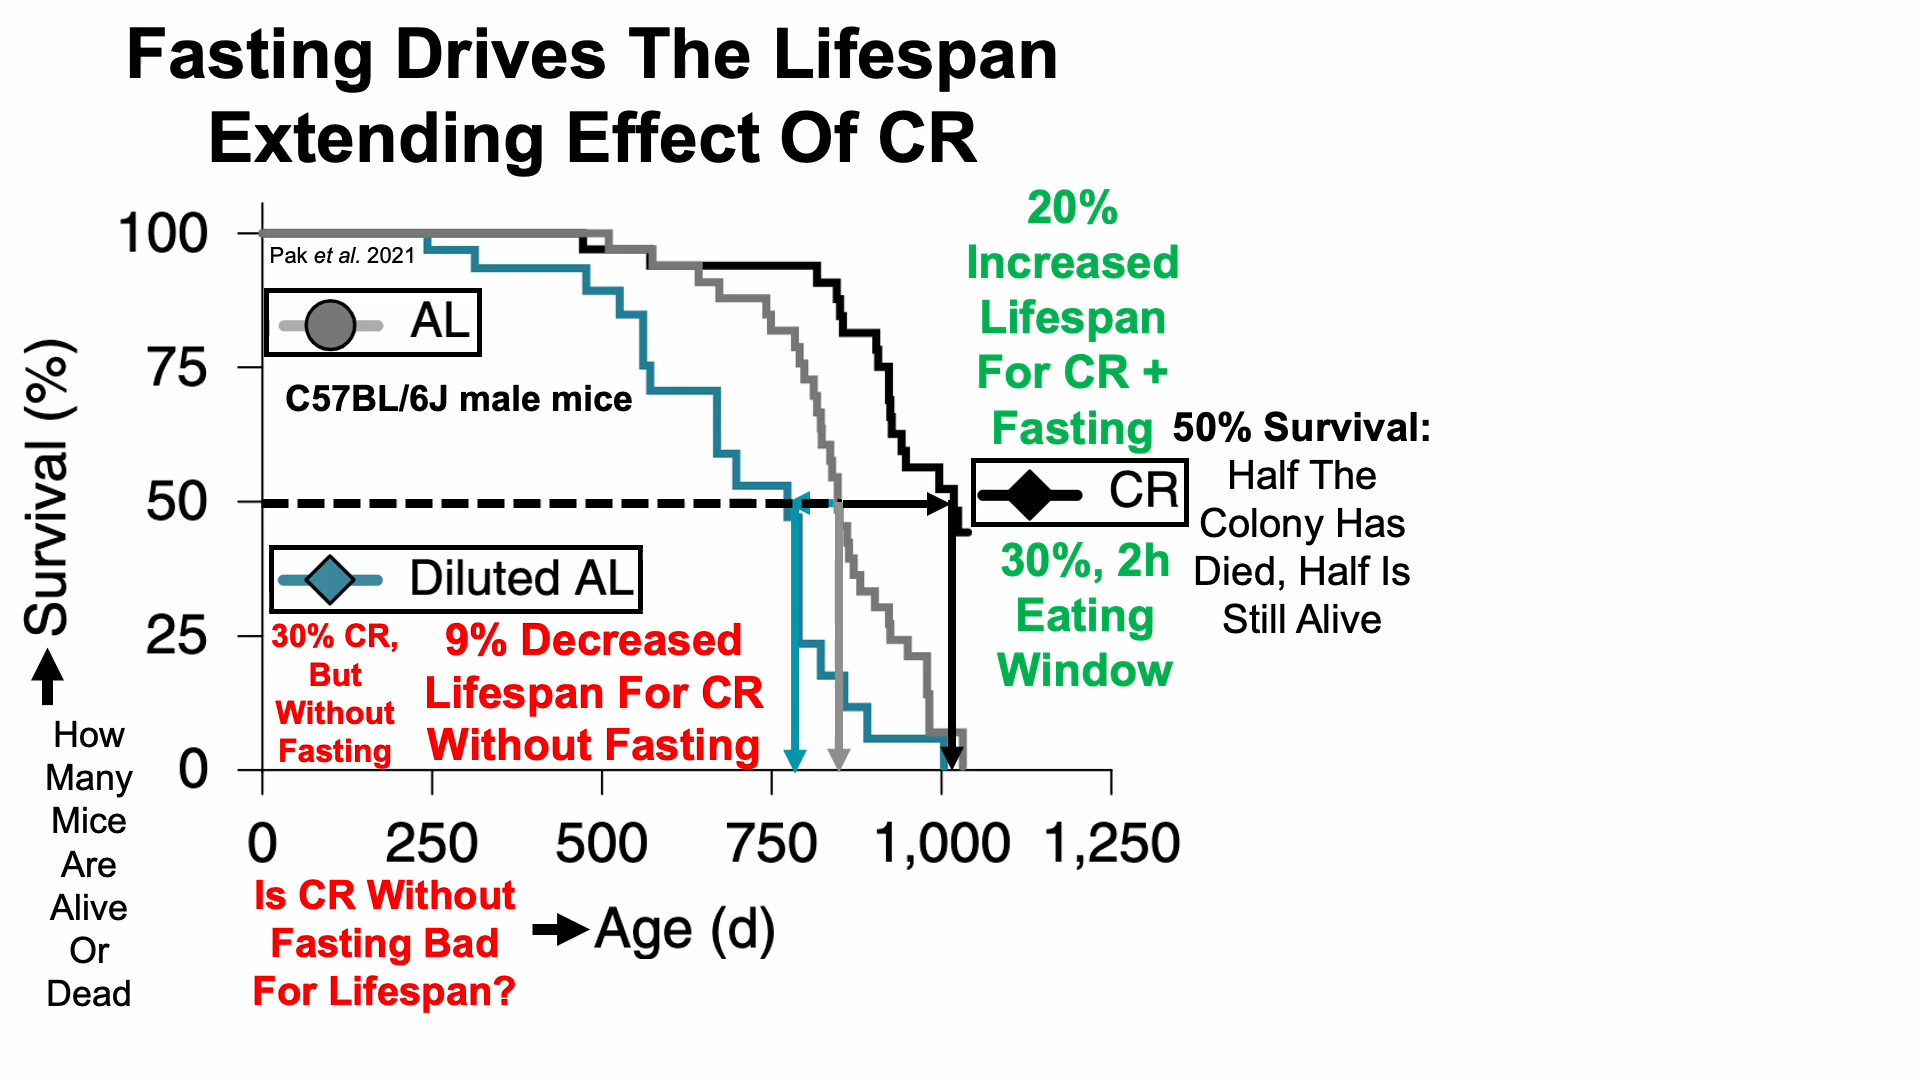 Fasting Drives The Lifespan
Extending Effect Of CR
100
75
50
25
0
Survival (%)
How
Many
Mice
Are
Alive
Or
Dead
Pak et al. 2021
AL
C57BL/6J male mice
Diluted AL
30% CR,
But
Without
Fasting
9% Decreased
Lifespan For CR
Without Fasting
20%
Increased
Lifespan
For CR +
Fasting
CR
30%, 2h
Eating
Window
50% Survival:
Half The
Colony Has
Died, Half Is
Still Alive
0 250 500 750 1,000 1,250
Age (d)
Is CR Without
Fasting Bad
For Lifespan?